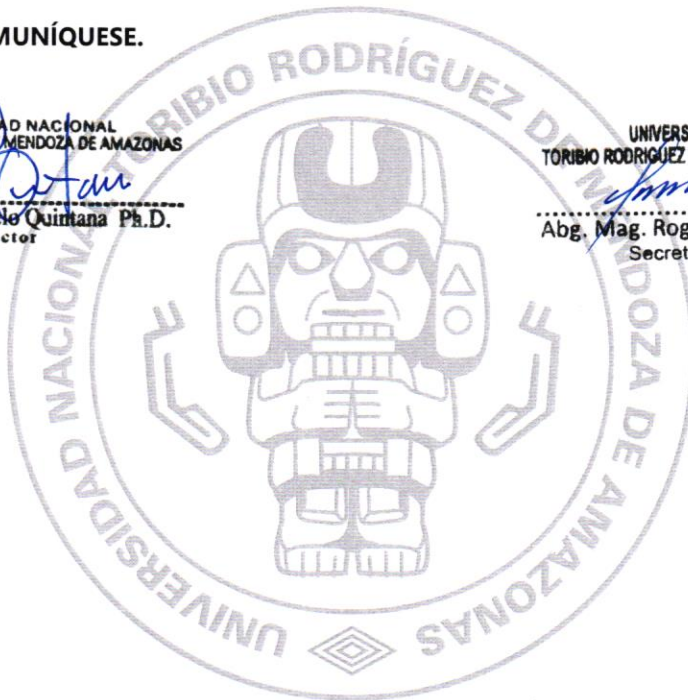 MUNÍQUESE.
AD NACIONAL
MENDOZA DE AMAZONAS
Quintana Ph.D.
ctor
UNIVERS
TORIBIO RODRIGUEZ
Abg. Mag. Rog
Secret
UNIVERSIDAD NACIONAL TORIBIO RODRÍGUEZ DE MENDOZA DE AMAZONAS